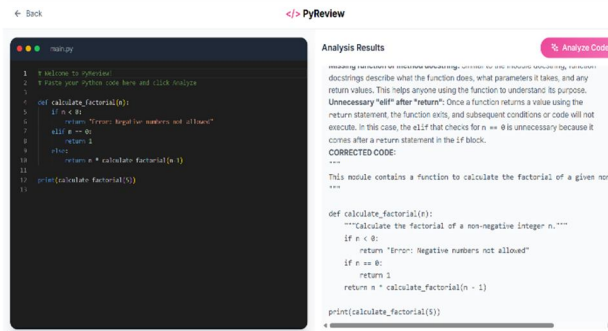 ← Back
</> PyReview
main.py
1 # Welcome to PyReview!
2 # Paste your Python code here and click Analyze
3
4 def calculate_factorial(n):
5 if n < 0:
6 return "Error: Negative numbers not allowed"
7 elif n == 0:
8 return 1
9 else:
10 return n * calculate_factorial(n-1)
11
12 print(calculate_factorial(5))
13
Analysis Results
Analyze Code
docstrings describe what the function does, what parameters it takes, and any
return values. This helps anyone using the function to understand its purpose.
Unnecessary "elif" after "return": Once a function returns a value using the
return statement, the function exits, and subsequent conditions or code will not
execute. In this case, the elif that checks for n == 0 is unnecessary because it
comes after a return statement in the if block.
CORRECTED CODE:
"""
This module contains a function to calculate the factorial of a given non
"""
def calculate_factorial(n):
"""Calculate the factorial of a non-negative integer n."""
if n < 0:
return "Error: Negative numbers not allowed"
if n == 0:
return 1
return n * calculate_factorial(n - 1)
print(calculate_factorial(5))